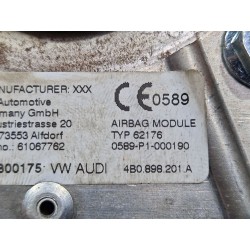 NUFACTURER: XXX
Automotive
many GmbH
ustriestrasse 20
73553 Alfdorf
no.: 61067762
CE 0589
AIRBAG MODULE
TYP 62176
0589-P1-000190
300175: VW AUDI 4B0.898.201.A